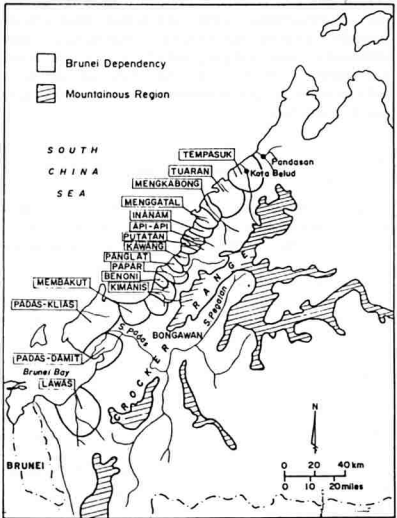 Brunei Dependency
Mountainous Region
SOUTH
CHINA
SEA
TEMPASUK
Pandasan
Kota Belud
TUARAN
MENGKABONG
MENGGATAL
INANAM
API-API
PUTATAN
KAWANG
PANGLAT
PAPAR
BENONI
KIMANIS
MEMBAKUT
PADAS-KLIAS
CROCKER RANGE
S. Pegalan
S. Padas
BONGAWAN
PADAS-DAMIT
Brunei Bay
LAWAS
BRUNEI
N
0 20 40 km
0 10 20 miles